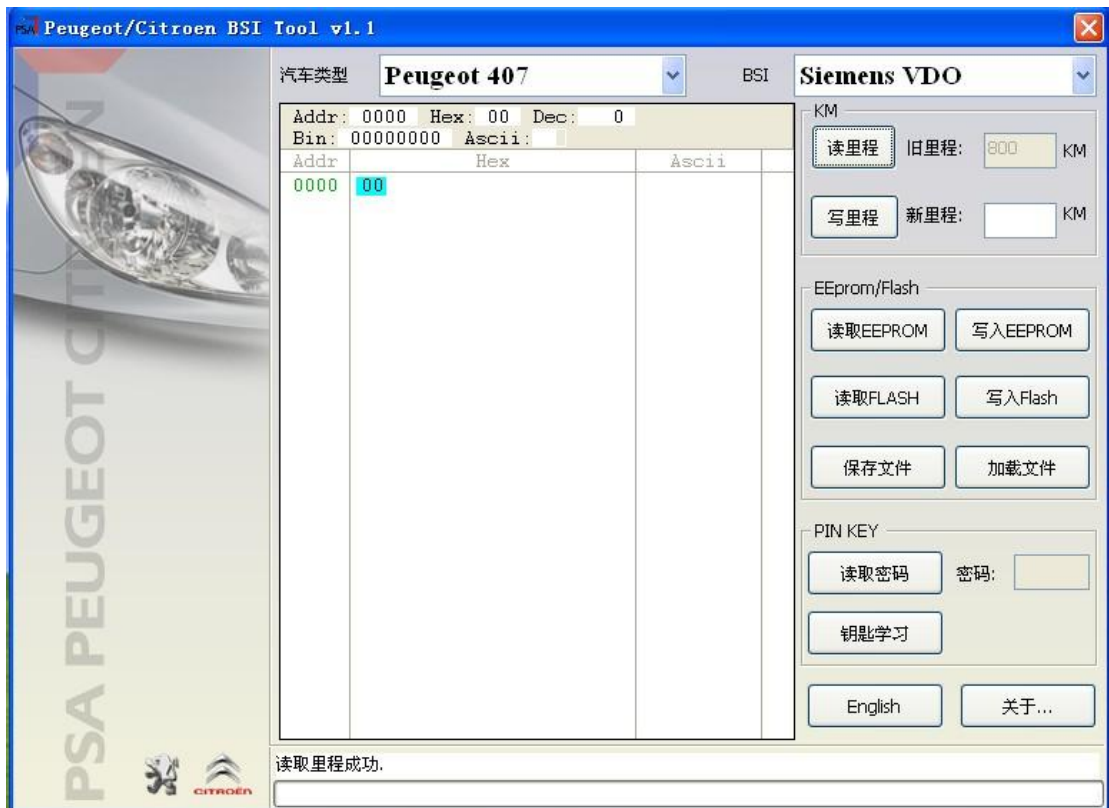 Peugeot/Citroen BSI Tool v1.1
汽车类型 Peugeot 407 BSI Siemens VDO
Addr: 0000 Hex: 00 Dec: 0
Bin: 00000000 Ascii:
Addr Hex Ascii
0000 00
KM
读里程 旧里程: 800 KM
写里程 新里程: KM
EEprom/Flash
读取EEPROM 写入EEPROM
读取FLASH 写入Flash
保存文件 加载文件
PIN KEY
读取密码 密码:
钥匙学习
English 关于...
读取里程成功.
PSA PEUGEOT CITROËN
CITROËN